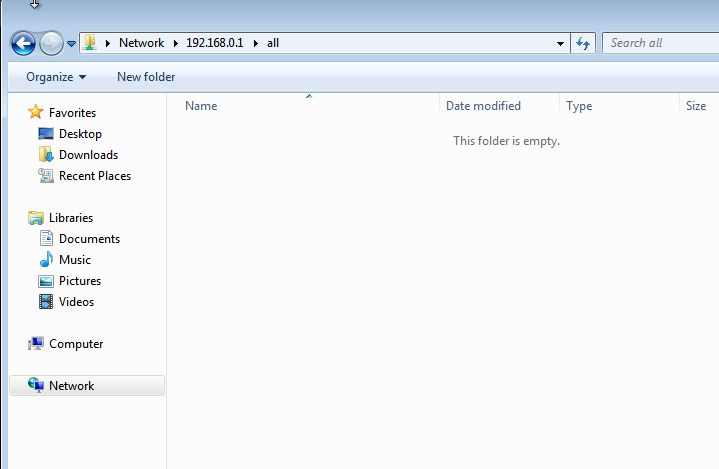 Network 192.168.0.1 all Search all
Organize New folder
Name Date modified Type Size
This folder is empty.
Favorites
Desktop
Downloads
Recent Places
Libraries
Documents
Music
Pictures
Videos
Computer
Network